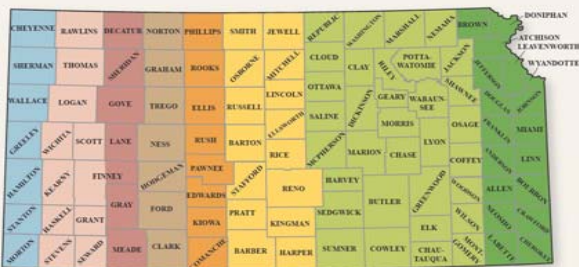 CHEYENNE RAWLINS DECATUR NORTON PHILLIPS SMITH JEWELL REPUBLIC WASHINGTON MARSHALL NEMAHA BROWN DONIPHAN
ATCHISON
LEAVENWORTH
WYANDOTTE
SHERMAN THOMAS SHERIDAN GRAHAM ROOKS OSBORNE MITCHELL CLOUD CLAY RILEY POTTA-
WATOMIE JACKSON JEFFERSON
WALLACE LOGAN GOVE TREGO ELLIS RUSSELL LINCOLN OTTAWA DICKINSON GEARY WABAUN-
SEE SHAWNEE DOUGLAS JOHNSON
GREELEY WICHITA SCOTT LANE NESS RUSH BARTON ELLSWORTH SALINE MORRIS LYON OSAGE FRANKLIN MIAMI
RICE MCPHERSON MARION CHASE COFFEY ANDERSON LINN
HAMILTON KEARNY FINNEY HODGEMAN PAWNEE STAFFORD RENO HARVEY GREENWOOD WOODSON ALLEN BOURBON
EDWARDS
STANTON HASKELL GRANT GRAY FORD KIOWA PRATT KINGMAN SEDGWICK BUTLER ELK WILSON NEOSHO CRAWFORD
MORTON STEVENS SEWARD MEADE CLARK COMANCHE BARBER HARPER SUMNER COWLEY CHAU-
TAUQUA MONT-
GOMERY LABETTE CHEROKEE